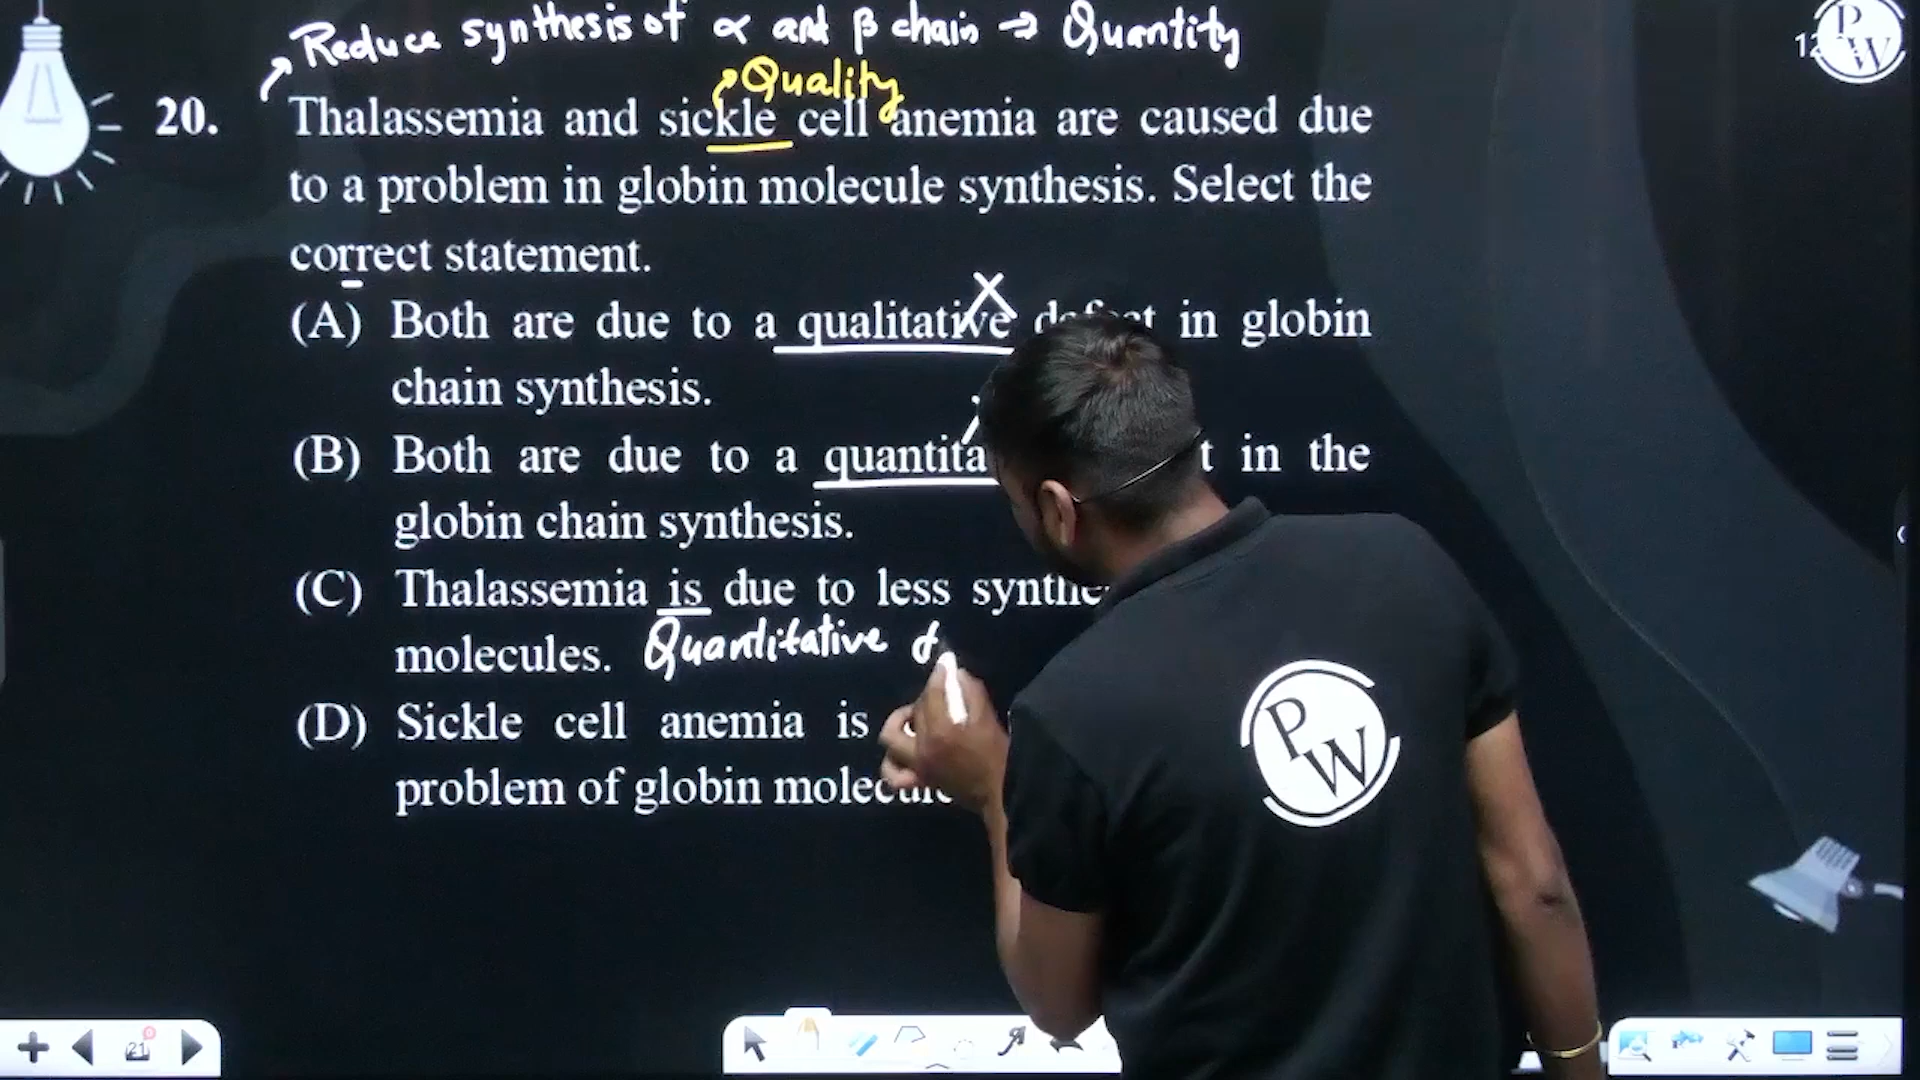 Reduce synthesis of α and β chain → Quantity
Quality
20. Thalassemia and sickle cell anemia are caused due
to a problem in globin molecule synthesis. Select the
correct statement.
(A) Both are due to a qualitative defect in globin
chain synthesis.
(B) Both are due to a in the
globin chain synthesis.
(C) Thalassemia is due to less
molecules. Quantitative
(D) Sickle cell anemia is
problem of globin
PW
PW
21